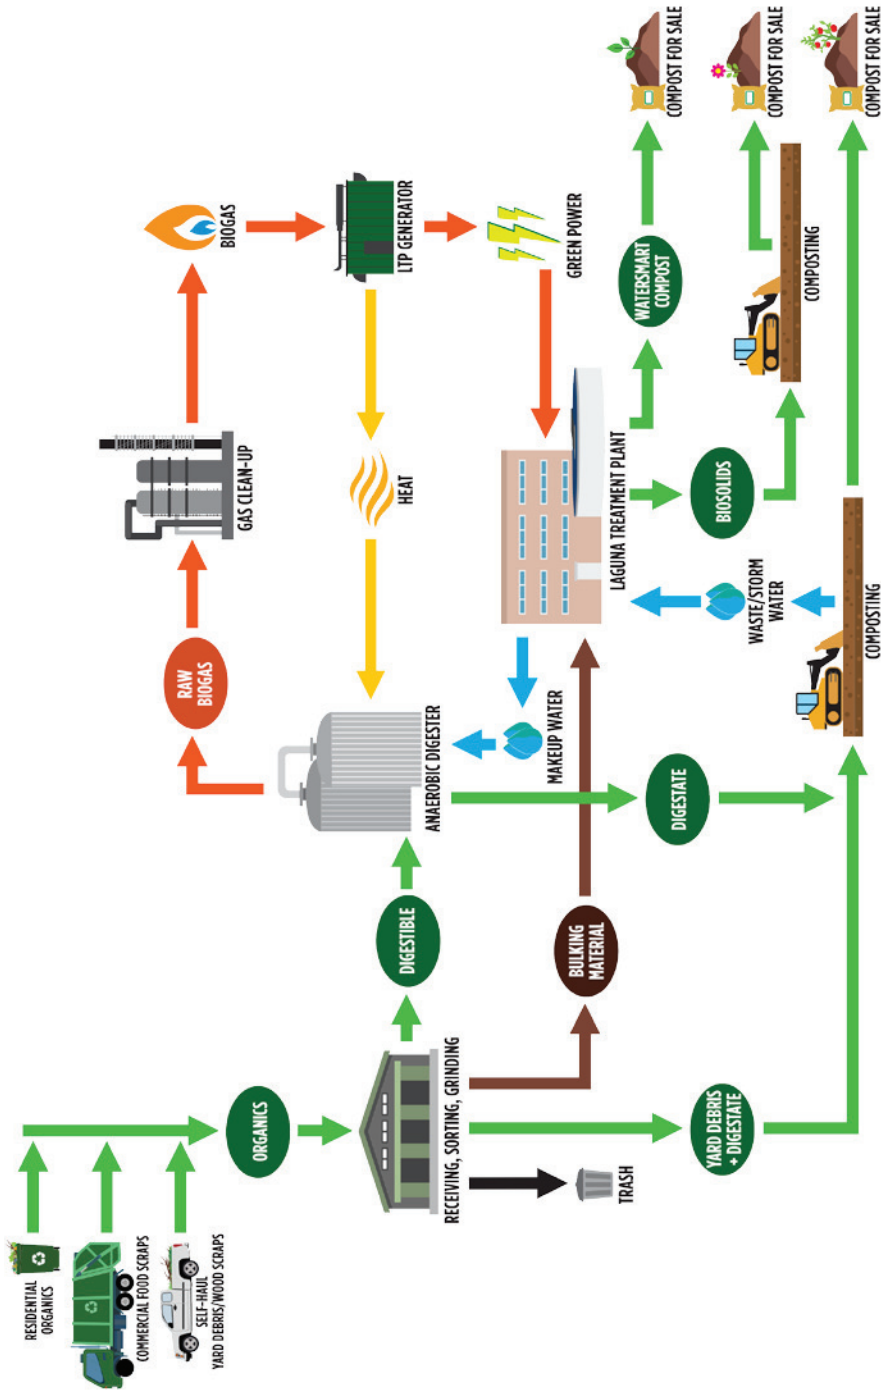 RESIDENTIAL
ORGANICS
COMMERCIAL FOOD SCRAPS
SELF-HAUL
YARD DEBRIS/WOOD SCRAPS
ORGANICS
RECEIVING, SORTING, GRINDING
TRASH
DIGESTIBLE
BULKING
MATERIAL
YARD DEBRIS
+ DIGESTATE
RAW
BIOGAS
ANAEROBIC DIGESTER
MAKEUP WATER
DIGESTATE
GAS CLEAN-UP
HEAT
LAGUNA TREATMENT PLANT
WASTE/STORM
WATER
COMPOSTING
BIOGAS
LTP GENERATOR
GREEN POWER
WATERSMART
COMPOST
BIOSOLIDS
COMPOSTING
COMPOST FOR SALE
COMPOST FOR SALE
COMPOST FOR SALE